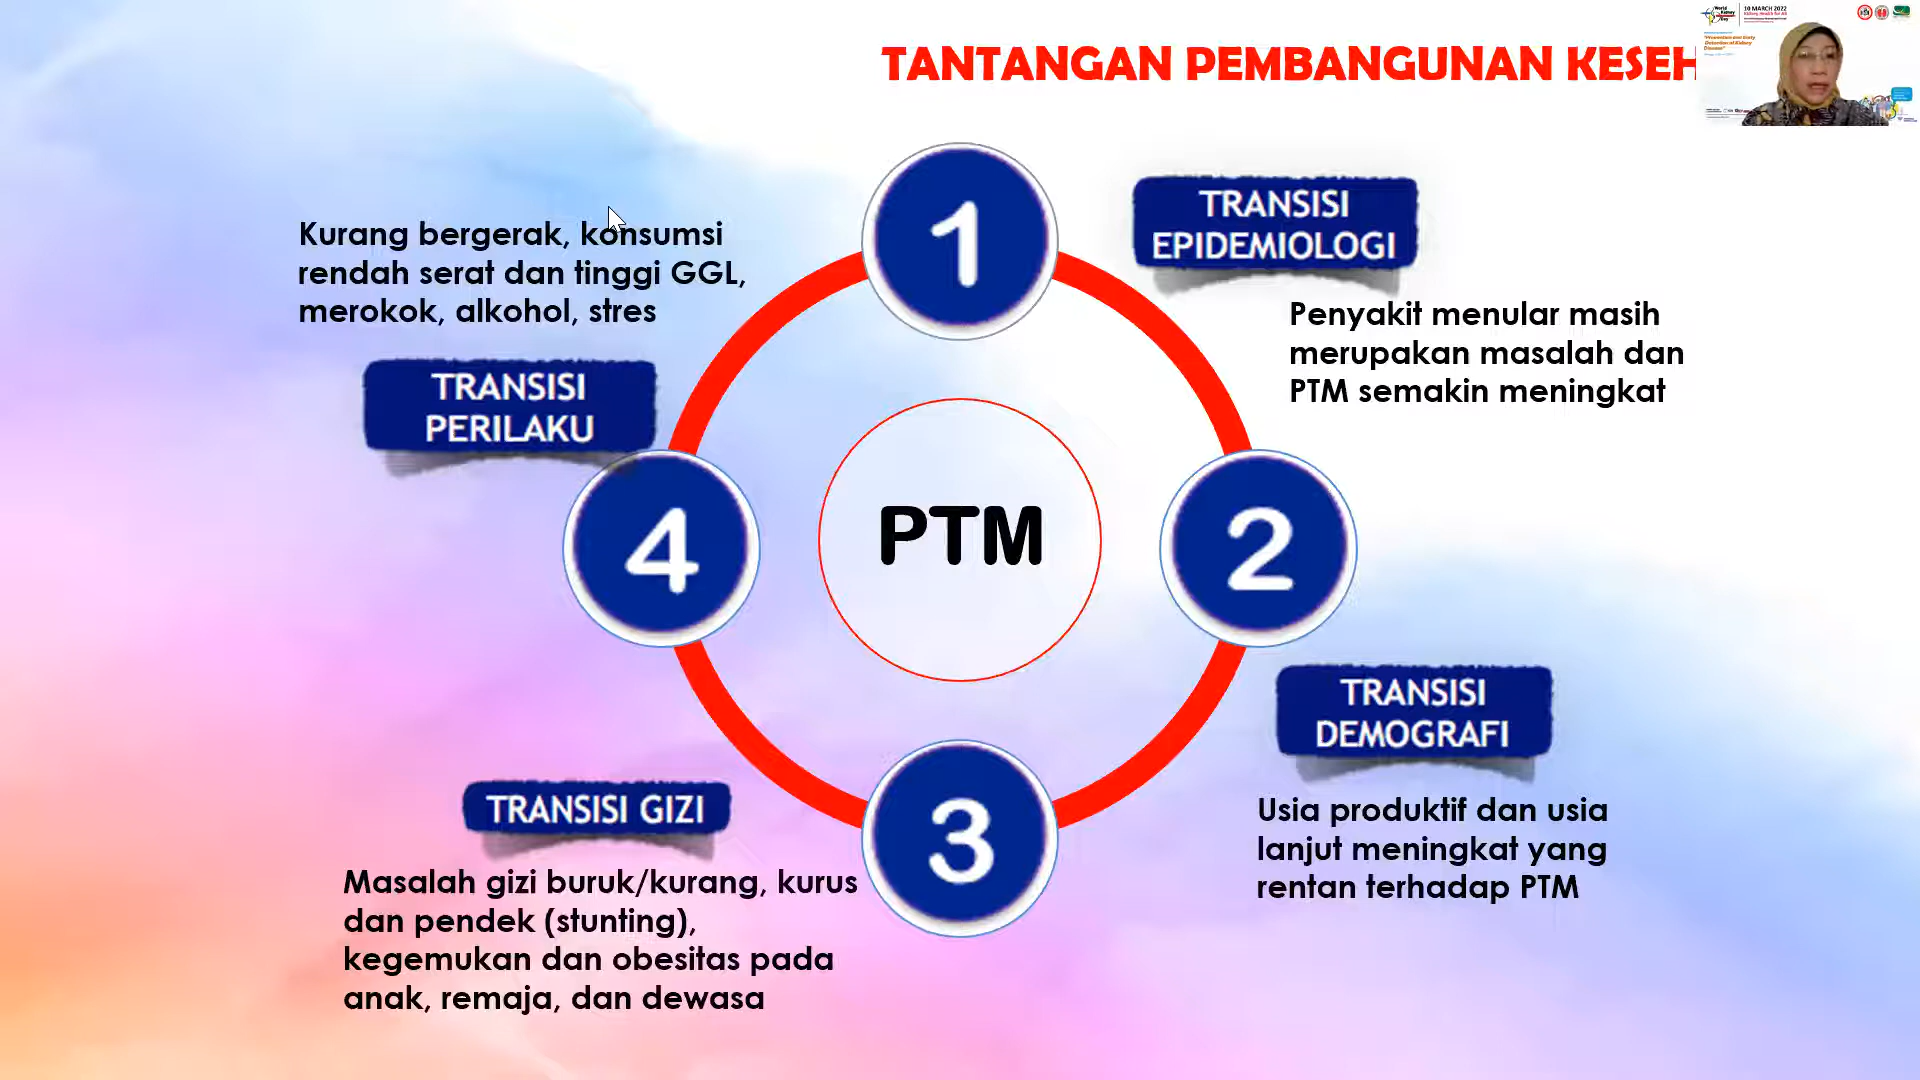 TANTANGAN PEMBANGUNAN KESEH
10 MARCH 2022
1
TRANSISI
EPIDEMIOLOGI
Penyakit menular masih
merupakan masalah dan
PTM semakin meningkat
Kurang bergerak, konsumsi
rendah serat dan tinggi GGL,
merokok, alkohol, stres
TRANSISI
PERILAKU
4
PTM
2
TRANSISI
DEMOGRAFI
Usia produktif dan usia
lanjut meningkat yang
rentan terhadap PTM
3
TRANSISI GIZI
Masalah gizi buruk/kurang, kurus
dan pendek (stunting),
kegemukan dan obesitas pada
anak, remaja, dan dewasa